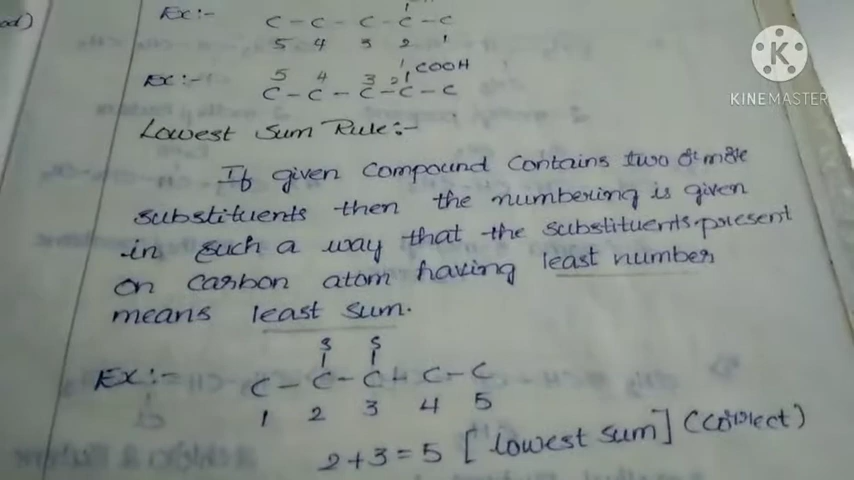 Ex:- C - C - C - C - C
5 4 3 2 1
COOH
Ex:- 5 4 3 2 1
C - C - C - C - C
Lowest Sum Rule:-
If given compound contains two or more
substituents then the numbering is given
in such a way that the substituents present
on carbon atom having least number
means least sum.
S S
Ex:- C - C - C - C - C
1 2 3 4 5
2+3=5 [lowest sum] (correct)
KINEMASTER